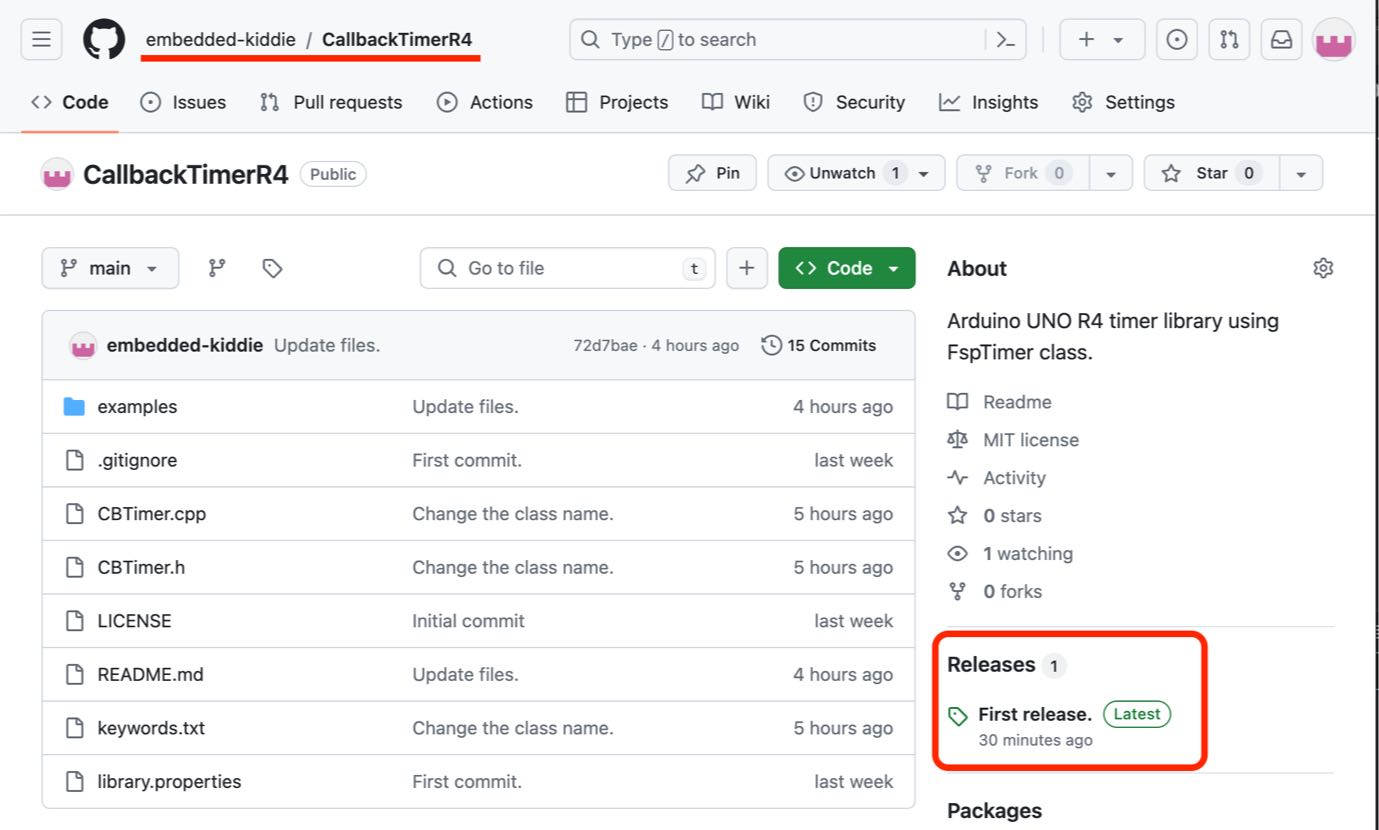 embedded-kiddie / CallbackTimerR4 Type / to search
Code Issues Pull requests Actions Projects Wiki Security Insights Settings
CallbackTimerR4 Public Pin Unwatch 1 Fork 0 Star 0
main Go to file t Code
embedded-kiddie Update files. 72d7bae · 4 hours ago 15 Commits
examples Update files. 4 hours ago
.gitignore First commit. last week
CBTimer.cpp Change the class name. 5 hours ago
CBTimer.h Change the class name. 5 hours ago
LICENSE Initial commit last week
README.md Update files. 4 hours ago
keywords.txt Change the class name. 5 hours ago
library.properties First commit. last week
About
Arduino UNO R4 timer library using
FspTimer class.
Readme
MIT license
Activity
0 stars
1 watching
0 forks
Releases 1
First release. Latest
30 minutes ago
Packages